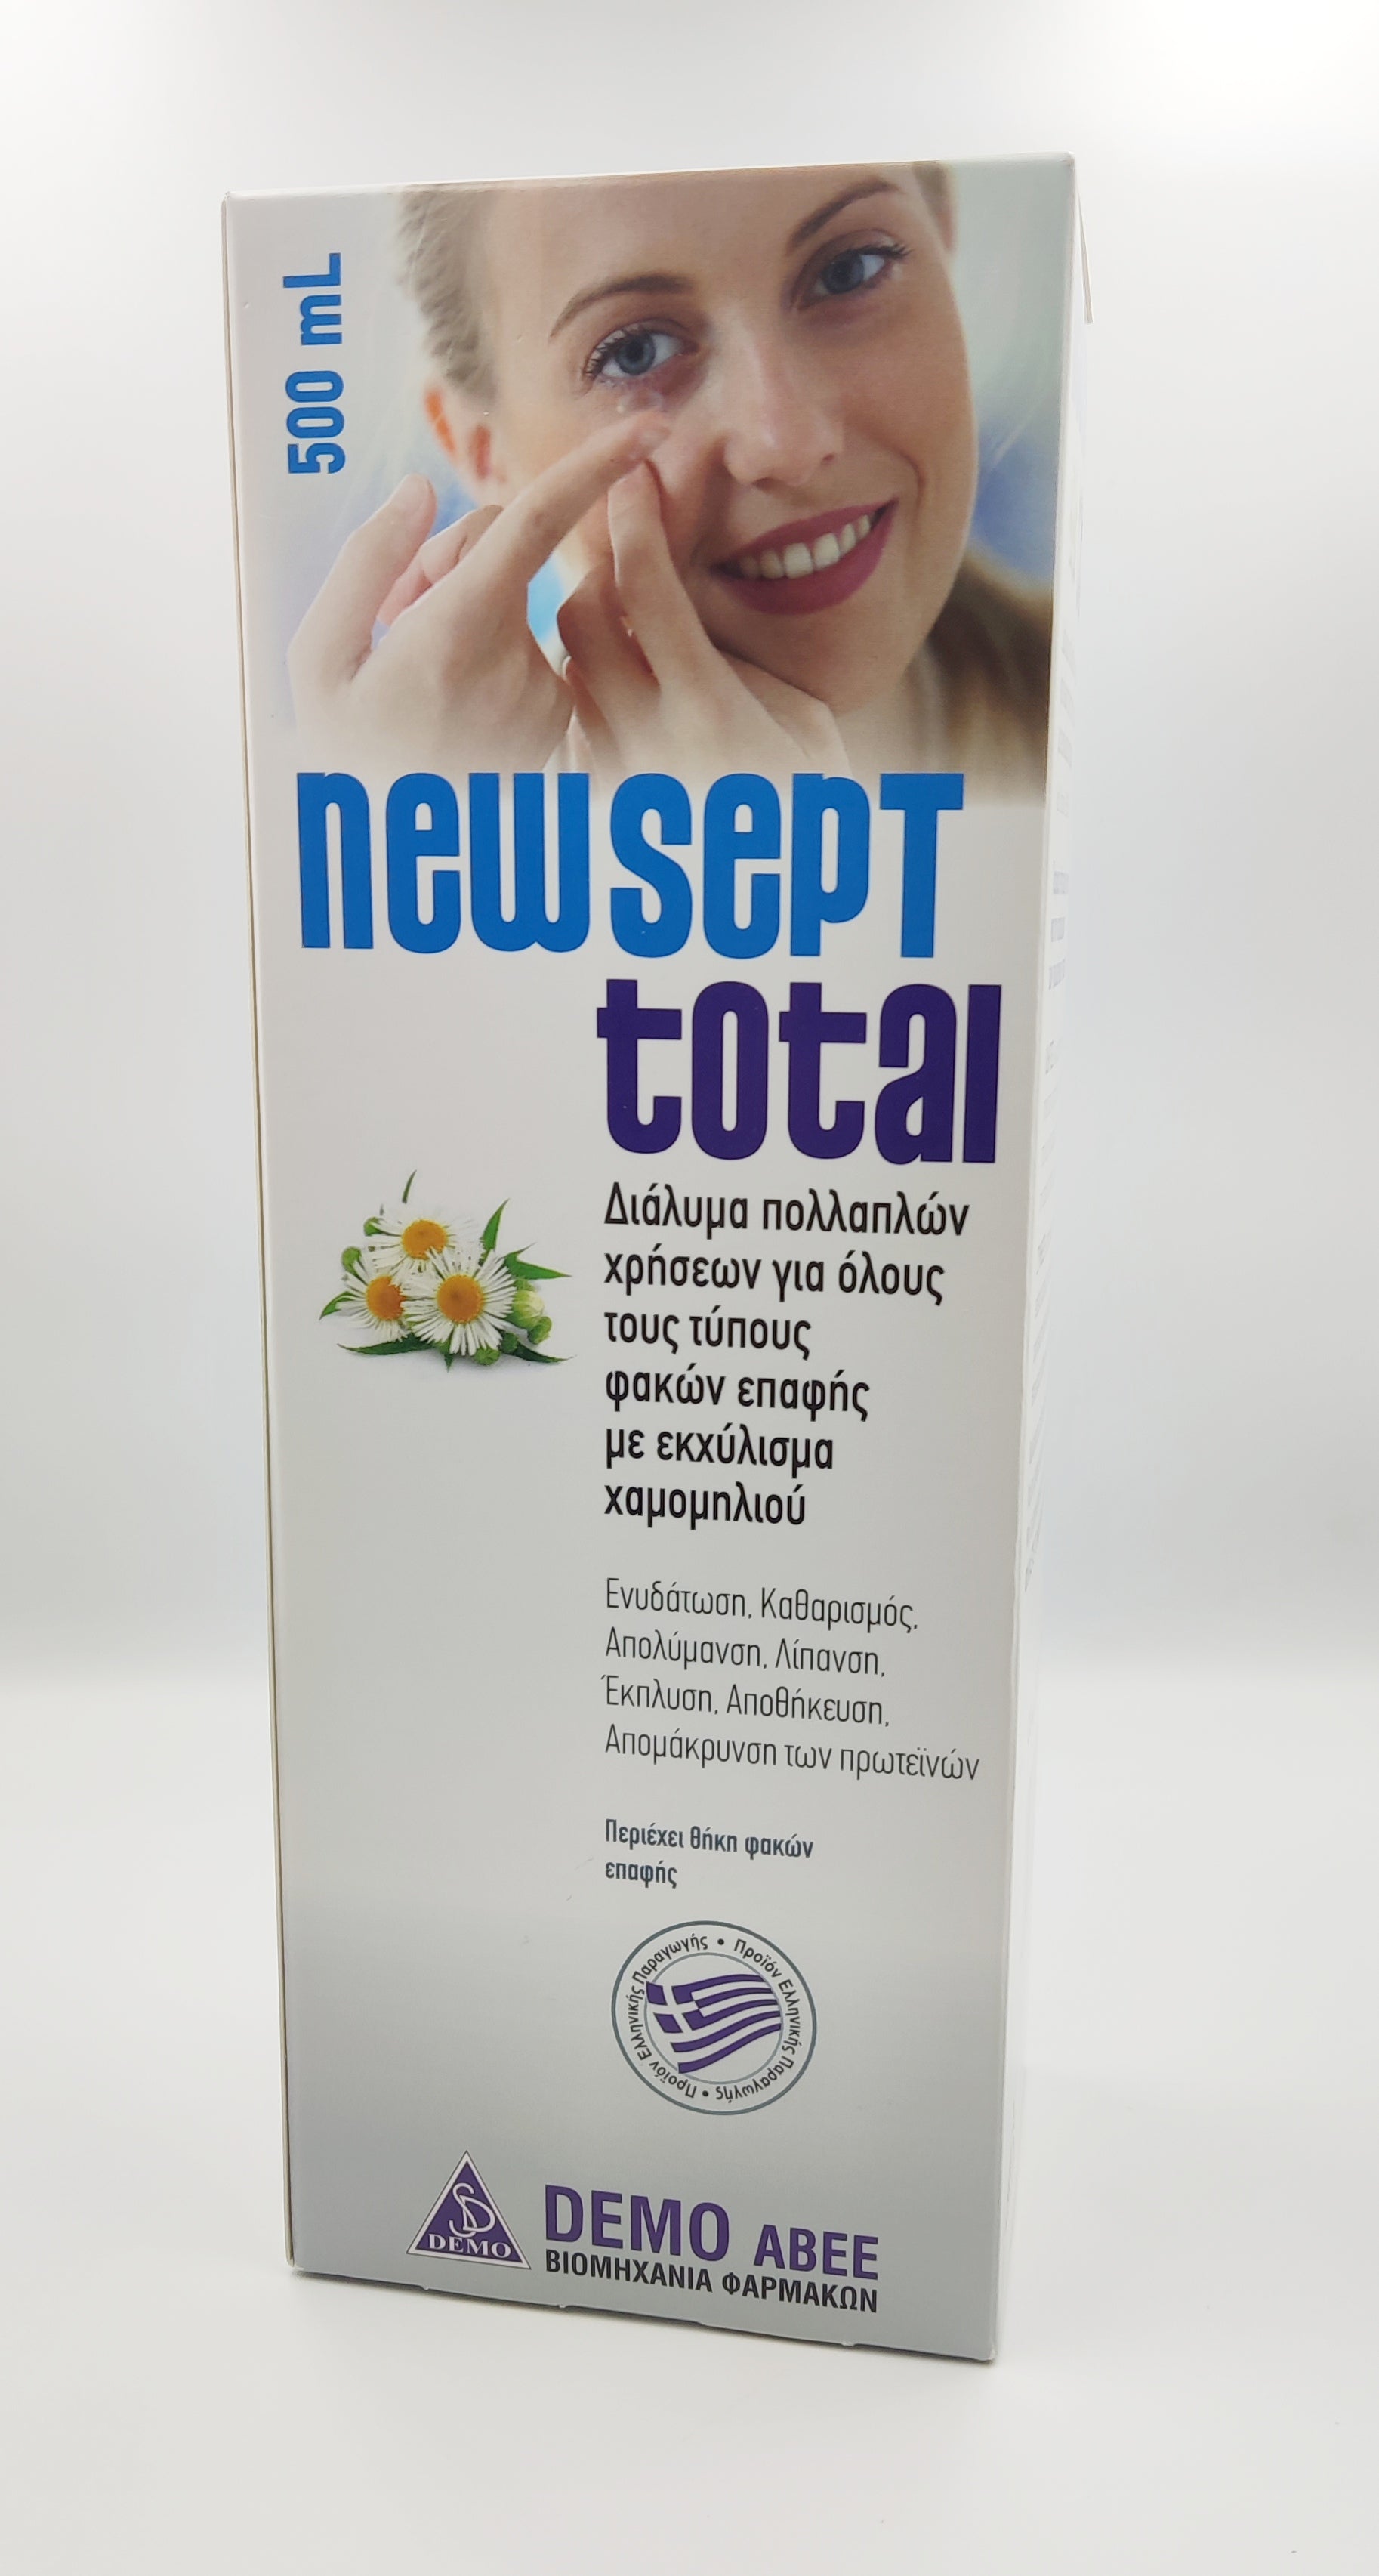 500 mL
newsept
total
Διάλυμα πολλαπλών
χρήσεων για όλους
τους τύπους
φακών επαφής
με εκχύλισμα
χαμομηλιού
Ενυδάτωση, Καθαρισμός,
Απολύμανση, Λίπανση,
Έκπλυση, Αποθήκευση,
Απομάκρυνση των πρωτεϊνών
Περιέχει θήκη φακών
επαφής
Προϊόν Ελληνικής Παραγωγής • Προϊόν Ελληνικής Παραγωγής •
SD
DEMO
DEMO ABEE
ΒΙΟΜΗΧΑΝΙΑ ΦΑΡΜΑΚΩΝ